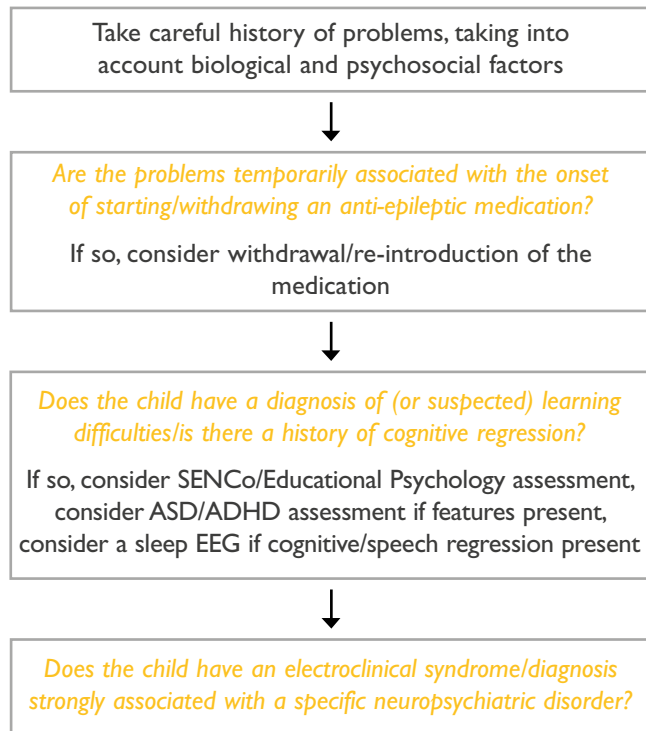 Take careful history of problems, taking into
account biological and psychosocial factors
Are the problems temporarily associated with the onset
of starting/withdrawing an anti-epileptic medication?
If so, consider withdrawal/re-introduction of the
medication
Does the child have a diagnosis of (or suspected) learning
difficulties/is there a history of cognitive regression?
If so, consider SENCo/Educational Psychology assessment,
consider ASD/ADHD assessment if features present,
consider a sleep EEG if cognitive/speech regression present
Does the child have an electroclinical syndrome/diagnosis
strongly associated with a specific neuropsychiatric disorder?